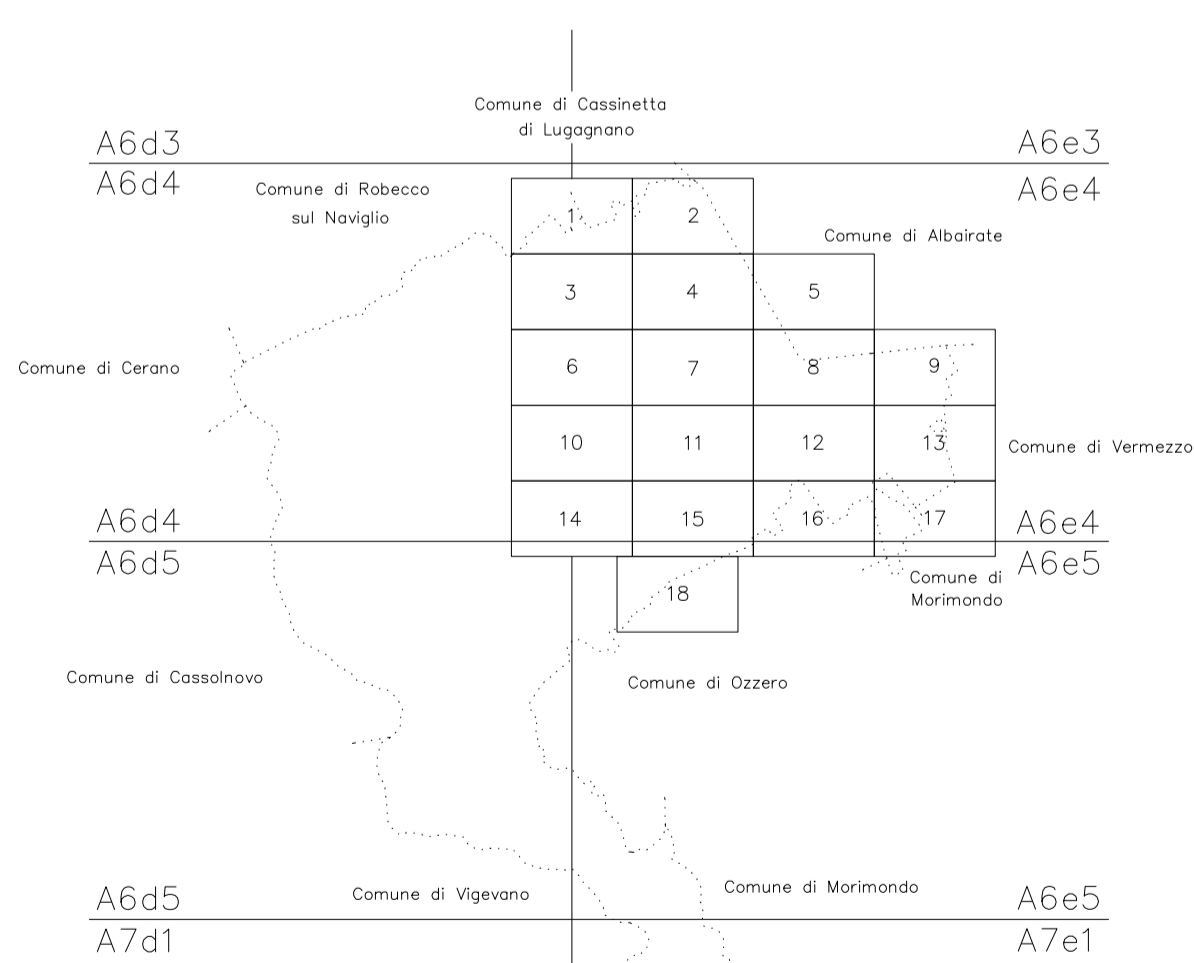 Comune di Cassinetta
di Lugagnano
A6d3
A6e3
A6d4
A6e4
Comune di Robecco
sul Naviglio
1
2
Comune di Albairate
3
4
5
Comune di Cerano
6
7
8
9
10
11
12
13
Comune di Vermezzo
14
15
16
17
A6d4
A6e4
A6d5
A6e5
Comune di
Morimondo
18
Comune di Cassolnovo
Comune di Ozzero
Comune di Vigevano
Comune di Morimondo
A6d5
A6e5
A7d1
A7e1